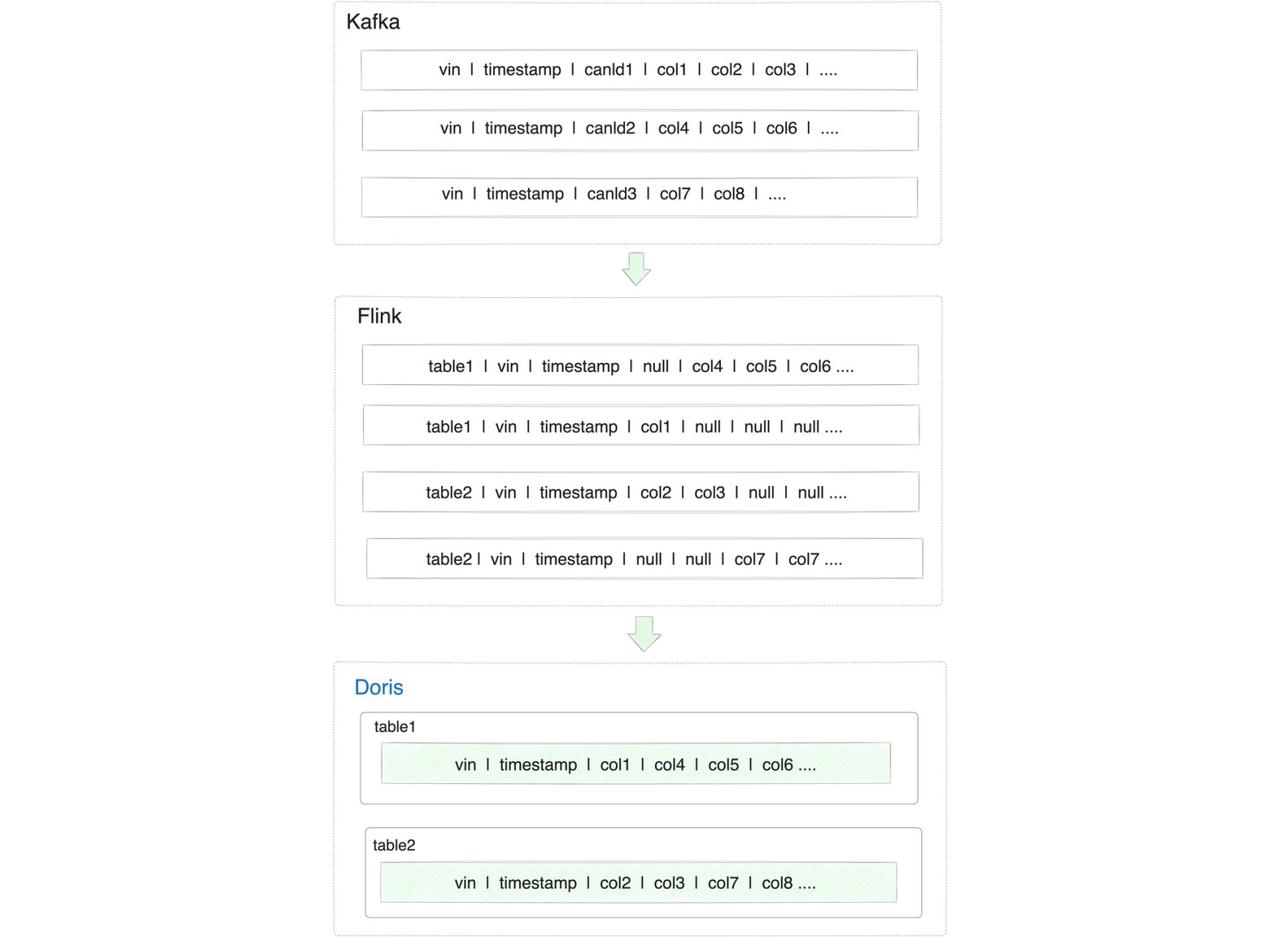 Kafka
vin | timestamp | canId1 | col1 | col2 | col3 | ....
vin | timestamp | canId2 | col4 | col5 | col6 | ....
vin | timestamp | canId3 | col7 | col8 | ....
Flink
table1 | vin | timestamp | null | col4 | col5 | col6 ....
table1 | vin | timestamp | col1 | null | null | null ....
table2 | vin | timestamp | col2 | col3 | null | null ....
table2 | vin | timestamp | null | null | col7 | col7 ....
Doris
table1
vin | timestamp | col1 | col4 | col5 | col6 ....
table2
vin | timestamp | col2 | col3 | col7 | col8 ....